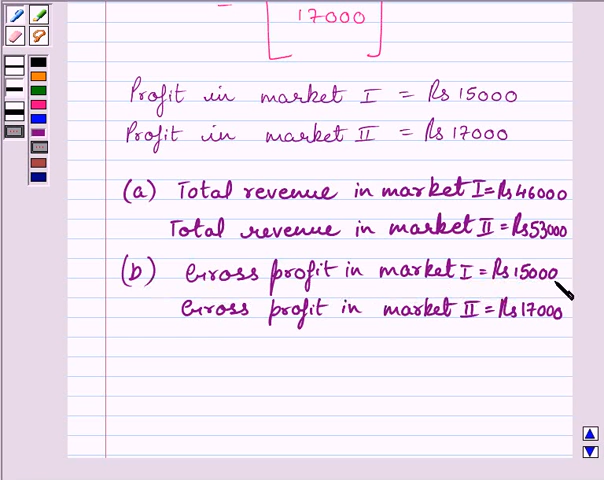 = [17000]
Profit in market I = Rs 15000
Profit in market II = Rs 17000
(a) Total revenue in market I = Rs 46000
Total revenue in market II = Rs 53000
(b) Gross profit in market I = Rs 15000
Gross profit in market II = Rs 17000